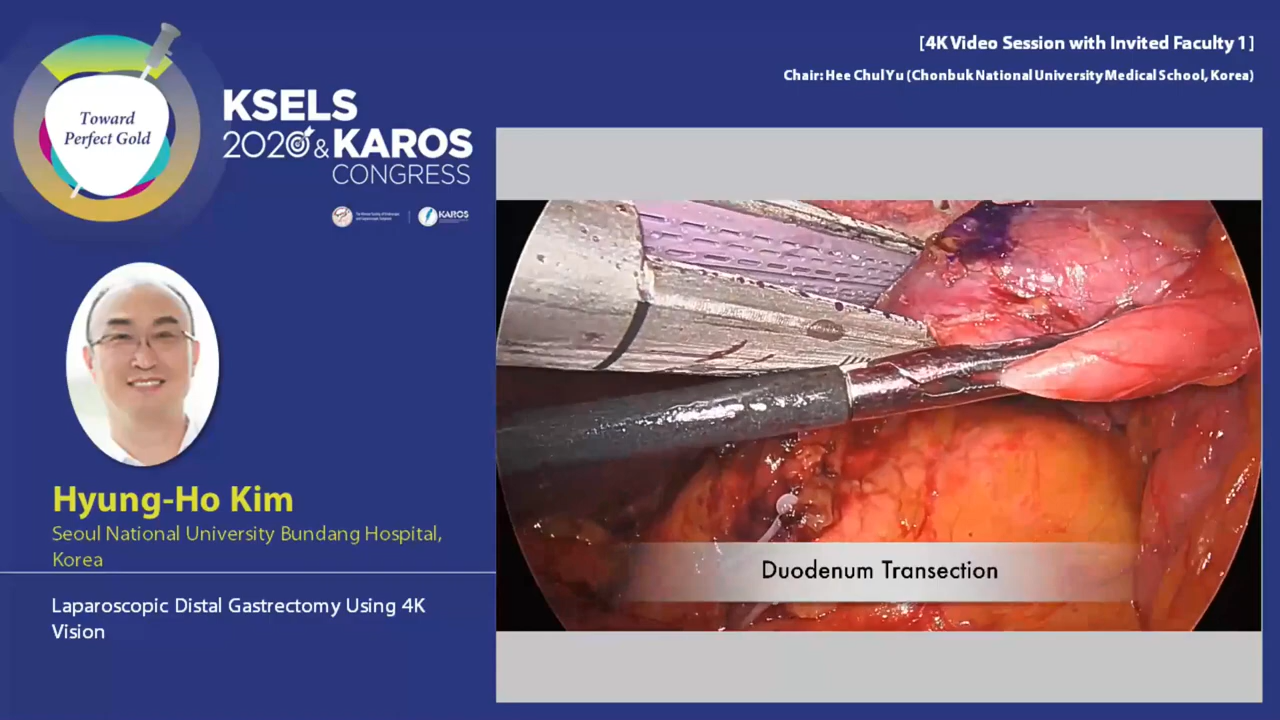 [4K Video Session with Invited Faculty 1]
Chair: Hee Chul Yu (Chonbuk National University Medical School, Korea)
Toward
Perfect Gold
KSELS
2020 & KAROS
CONGRESS
KAROS
Hyung-Ho Kim
Seoul National University Bundang Hospital,
Korea
Laparoscopic Distal Gastrectomy Using 4K
Vision
Duodenum Transection